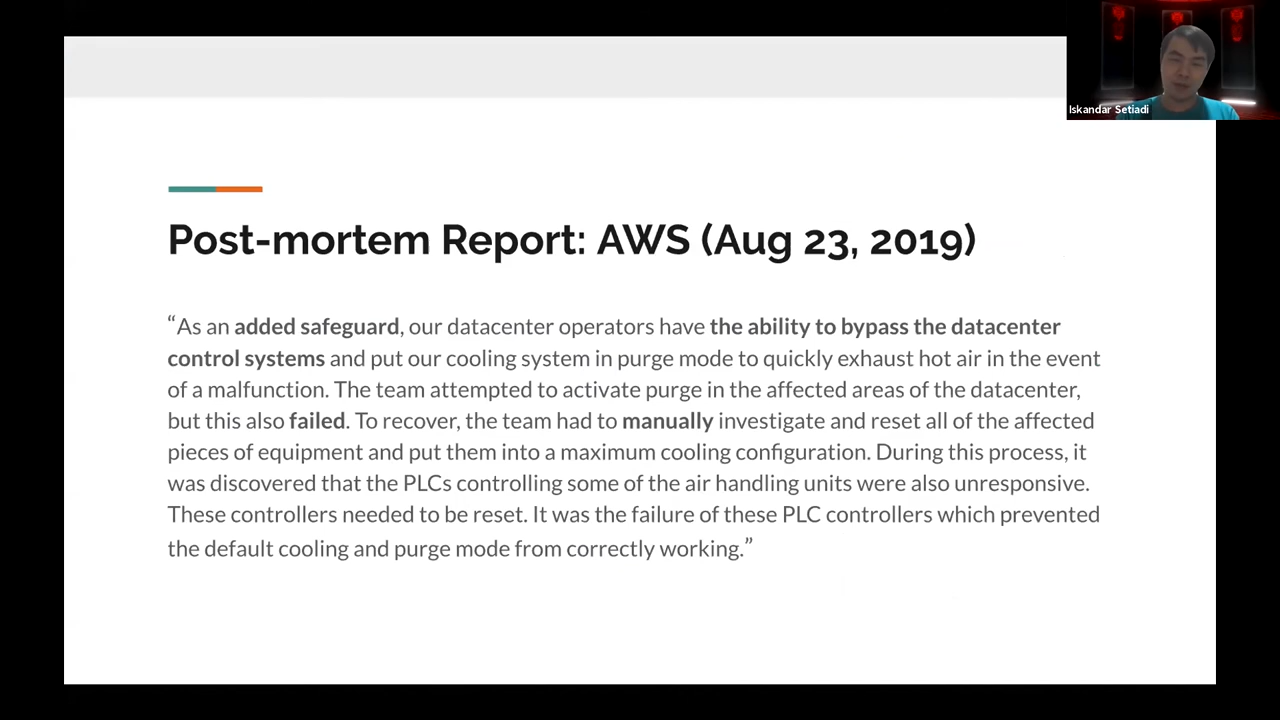 Iskandar Setiadi
Post-mortem Report: AWS (Aug 23, 2019)
“As an added safeguard, our datacenter operators have the ability to bypass the datacenter
control systems and put our cooling system in purge mode to quickly exhaust hot air in the event
of a malfunction. The team attempted to activate purge in the affected areas of the datacenter,
but this also failed. To recover, the team had to manually investigate and reset all of the affected
pieces of equipment and put them into a maximum cooling configuration. During this process, it
was discovered that the PLCs controlling some of the air handling units were also unresponsive.
These controllers needed to be reset. It was the failure of these PLC controllers which prevented
the default cooling and purge mode from correctly working.”